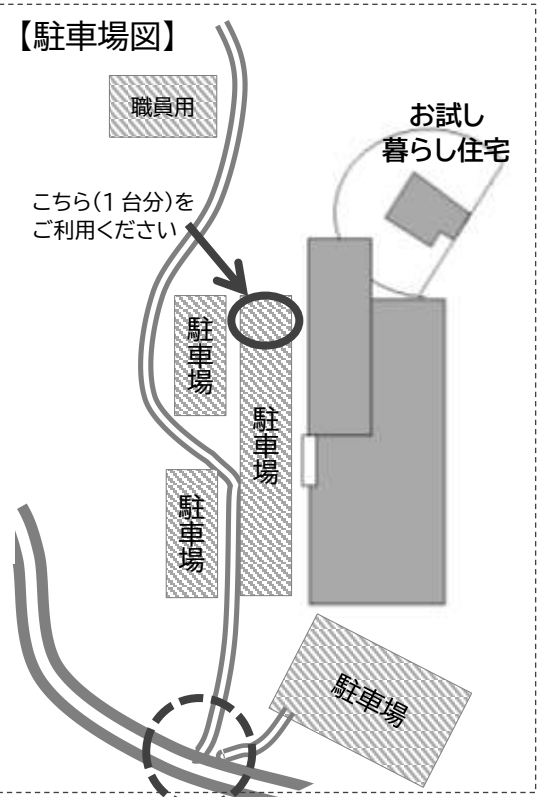 【駐車場図】
職員用
お試し
暮らし住宅
こちら(1台分)を
ご利用ください
駐車場
駐車場
駐車場
駐車場